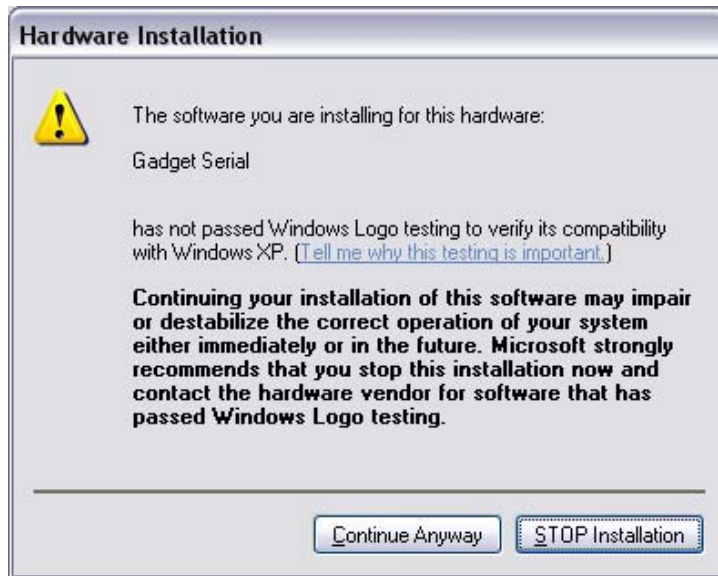 Hardware Installation
The software you are installing for this hardware:
Gadget Serial
has not passed Windows Logo testing to verify its compatibility
with Windows XP. (Tell me why this testing is important.)
Continuing your installation of this software may impair
or destabilize the correct operation of your system
either immediately or in the future. Microsoft strongly
recommends that you stop this installation now and
contact the hardware vendor for software that has
passed Windows Logo testing.
Continue Anyway
STOP Installation